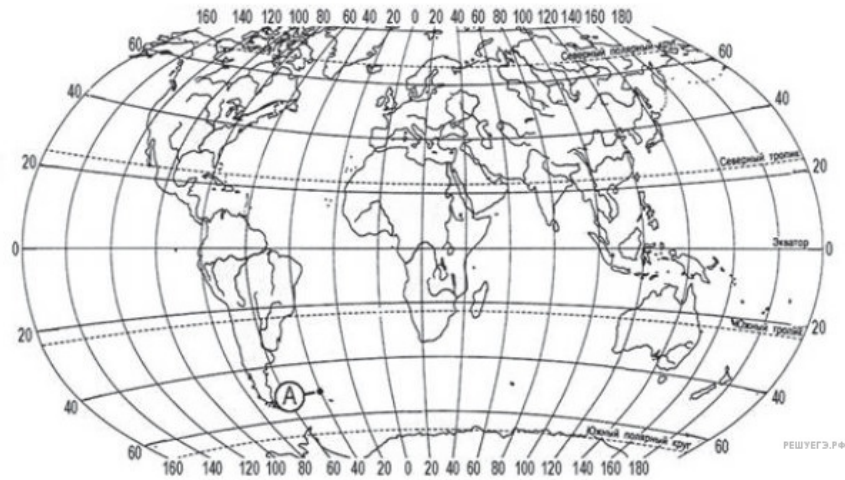 160 140 120 100 80 60 40 20 0 20 40 60 80 100 120 140 160 180
60 Северный полярный круг 60
40 40
Северный тропик
20 20
Экватор
0 0
Южный тропик
20 20
А
40 40
Южный полярный круг
60 60
160 140 120 100 80 60 40 20 0 20 40 60 80 100 120 140 160 180
РЕШУЕГЭ.РФ